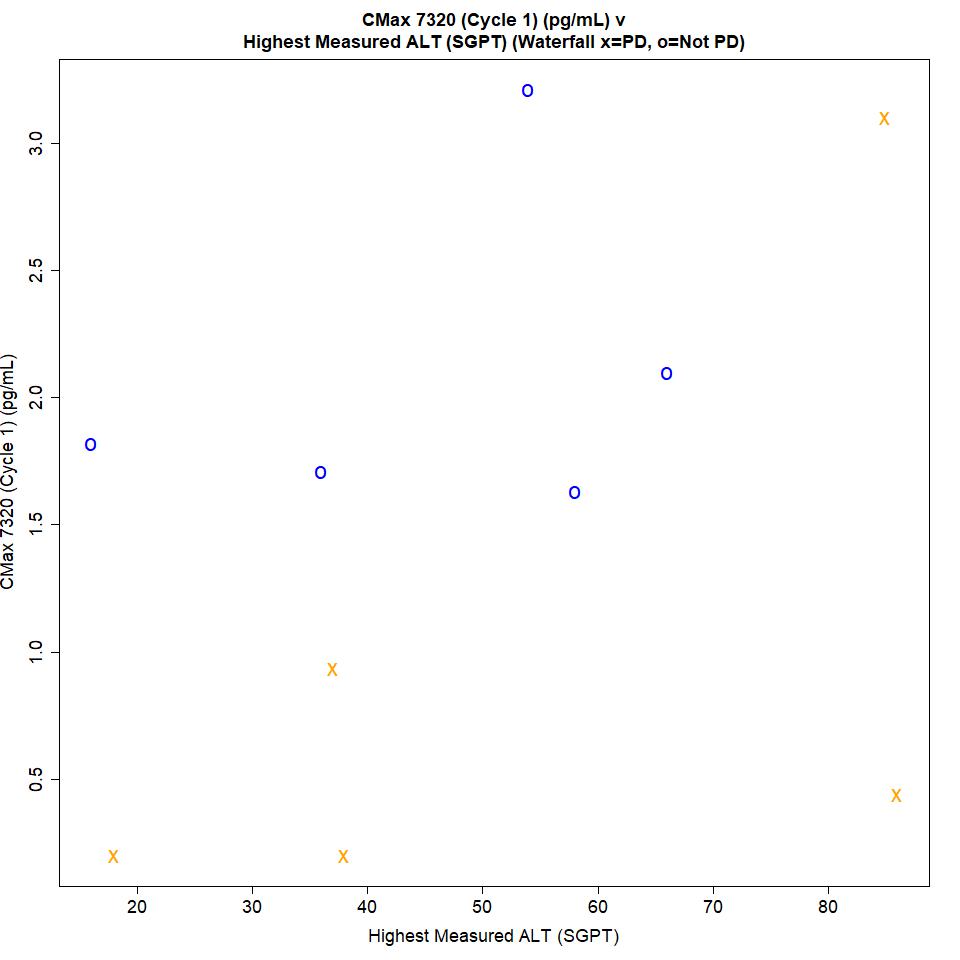 CMax 7320 (Cycle 1) (pg/mL) v
Highest Measured ALT (SGPT) (Waterfall x=PD, o=Not PD)
CMax 7320 (Cycle 1) (pg/mL)
3.0
2.5
2.0
1.5
1.0
0.5
20 30 40 50 60 70 80
Highest Measured ALT (SGPT)